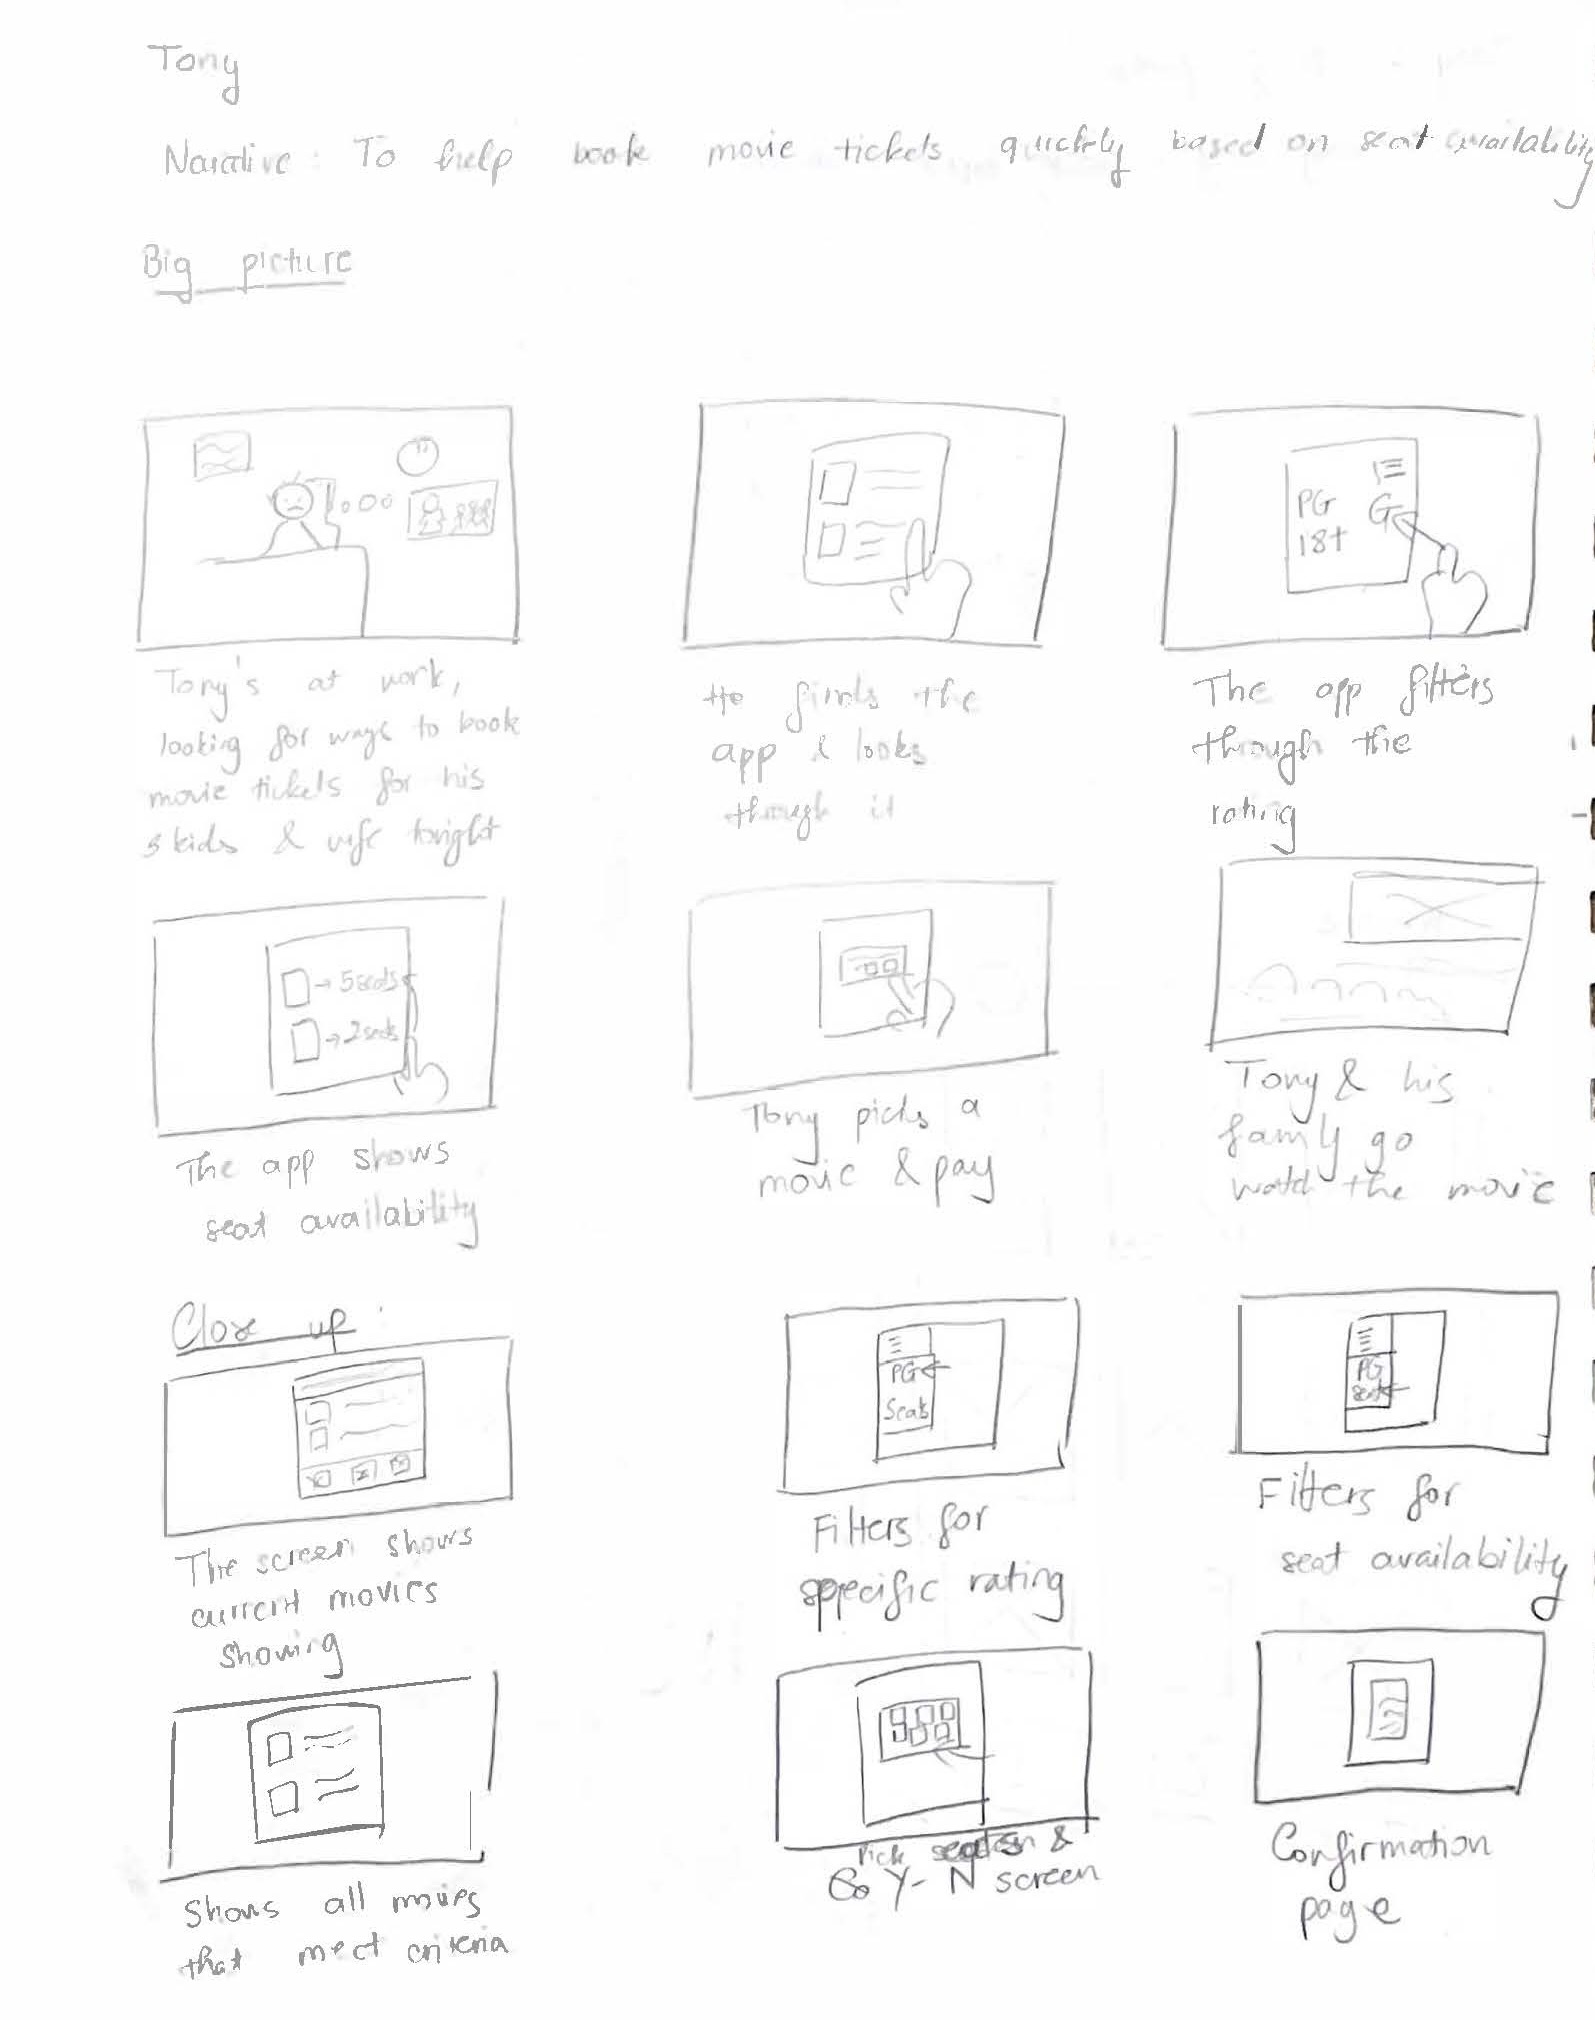 Tony
Narative: To help book movie tickets quickly based on seat availability
Big picture
PG G
18+
Tony's at work,
looking for ways to book
movie tickets for his
3 kids & wife tonight
He finds the
app & looks
through it
The app filters
through the
rating
→ 5 seats
→ 2 seats
The app shows
seat availability
Tony picks a
movie & pay
Tony & his
family go
watch the movie
Close up:
The screen shows
current movies
showing
PG
Seats
Filters for
specific rating
PG
seats
Filters for
seat availability
Shows all movies
that meet criteria
Pick seats &
Y-N screen
Confirmation
page